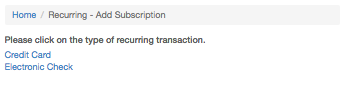 Home / Recurring - Add Subscription
Please click on the type of recurring transaction.
Credit Card
Electronic Check